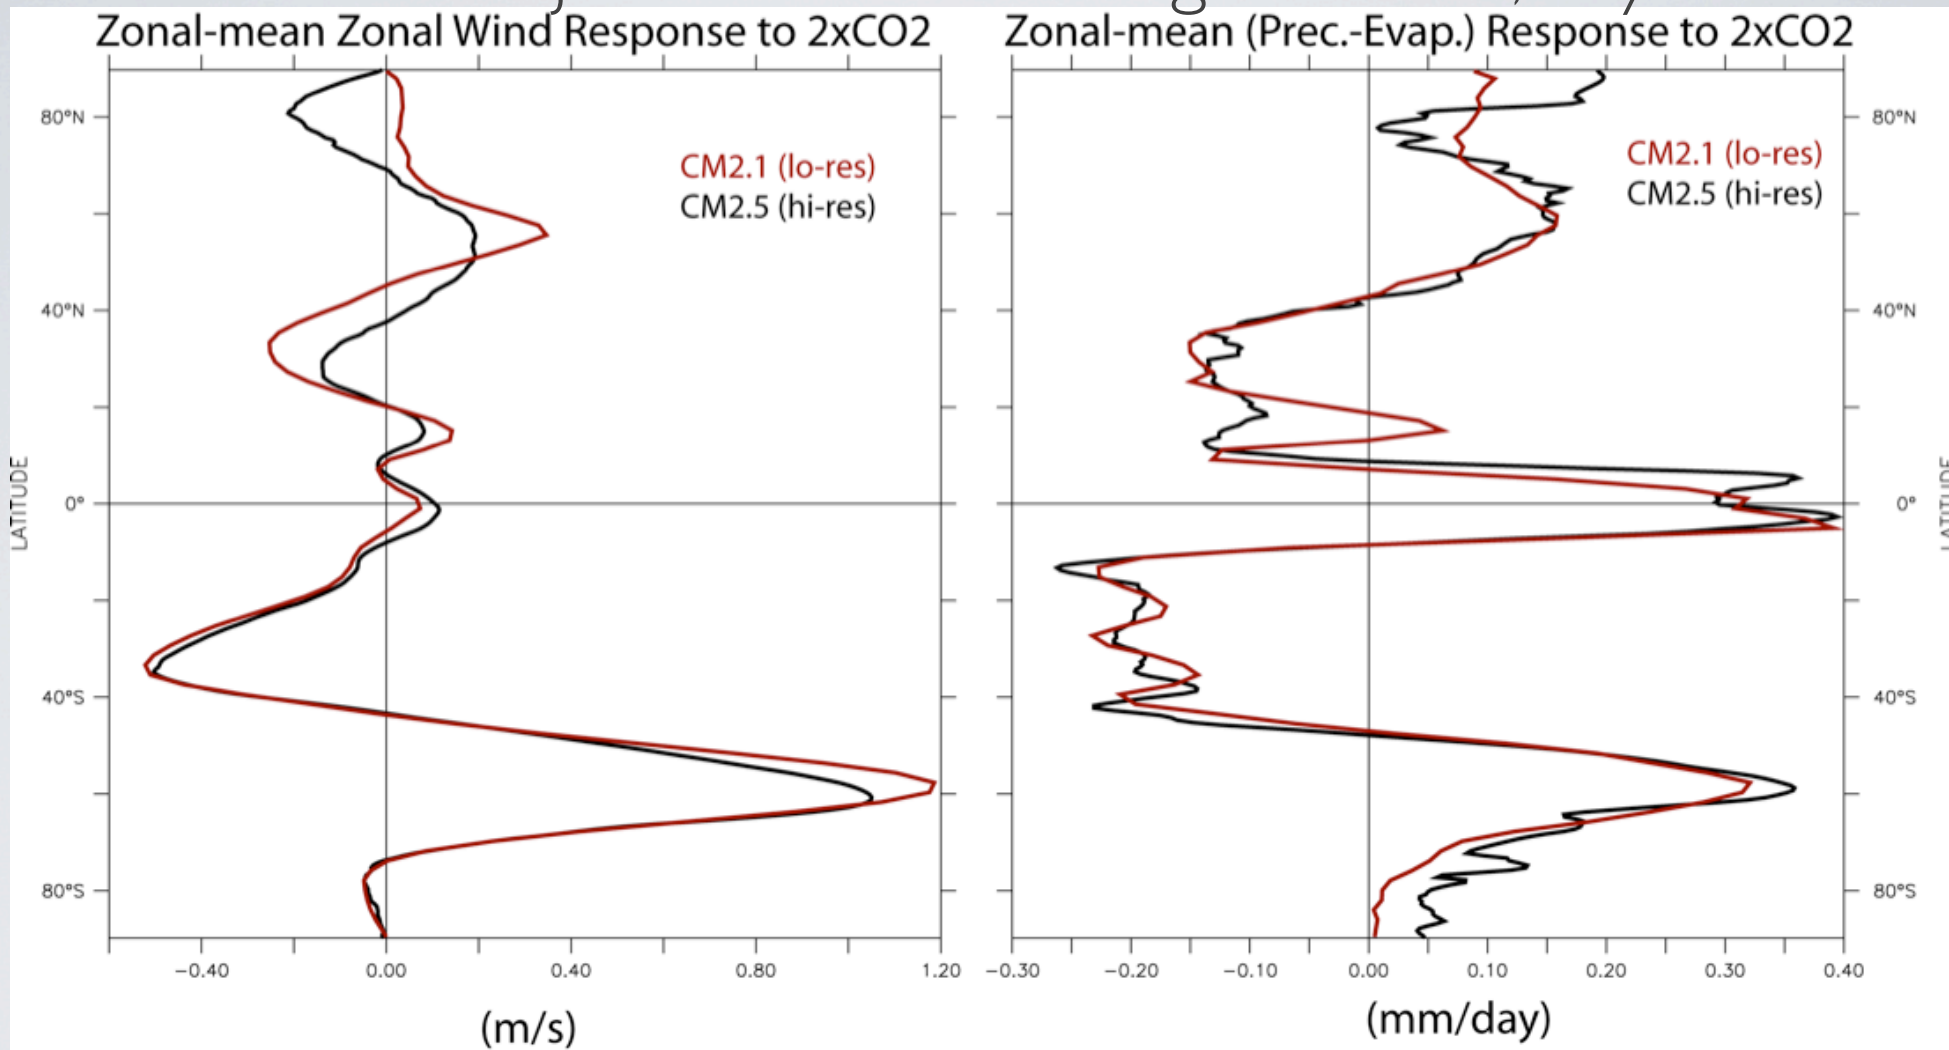 Zonal-mean Zonal Wind Response to 2xCO2
80°N
40°N
0°
40°S
80°S
LATITUDE
CM2.1 (lo-res)
CM2.5 (hi-res)
−0.40 0.00 0.40 0.80 1.20
(m/s)
Zonal-mean (Prec.-Evap.) Response to 2xCO2
CM2.1 (lo-res)
CM2.5 (hi-res)
80°N
40°N
0°
40°S
80°S
LATITUDE
−0.30 −0.20 −0.10 0.00 0.10 0.20 0.30 0.40
(mm/day)